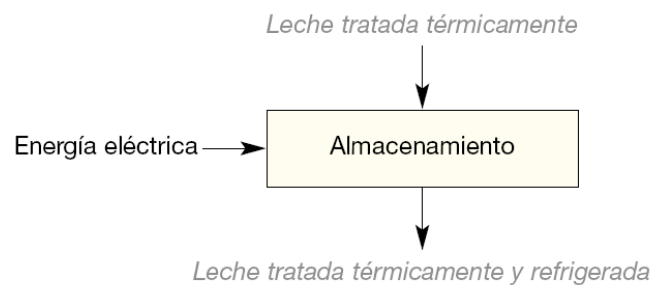 Leche tratada térmicamente
Energía eléctrica
Almacenamiento
Leche tratada térmicamente y refrigerada